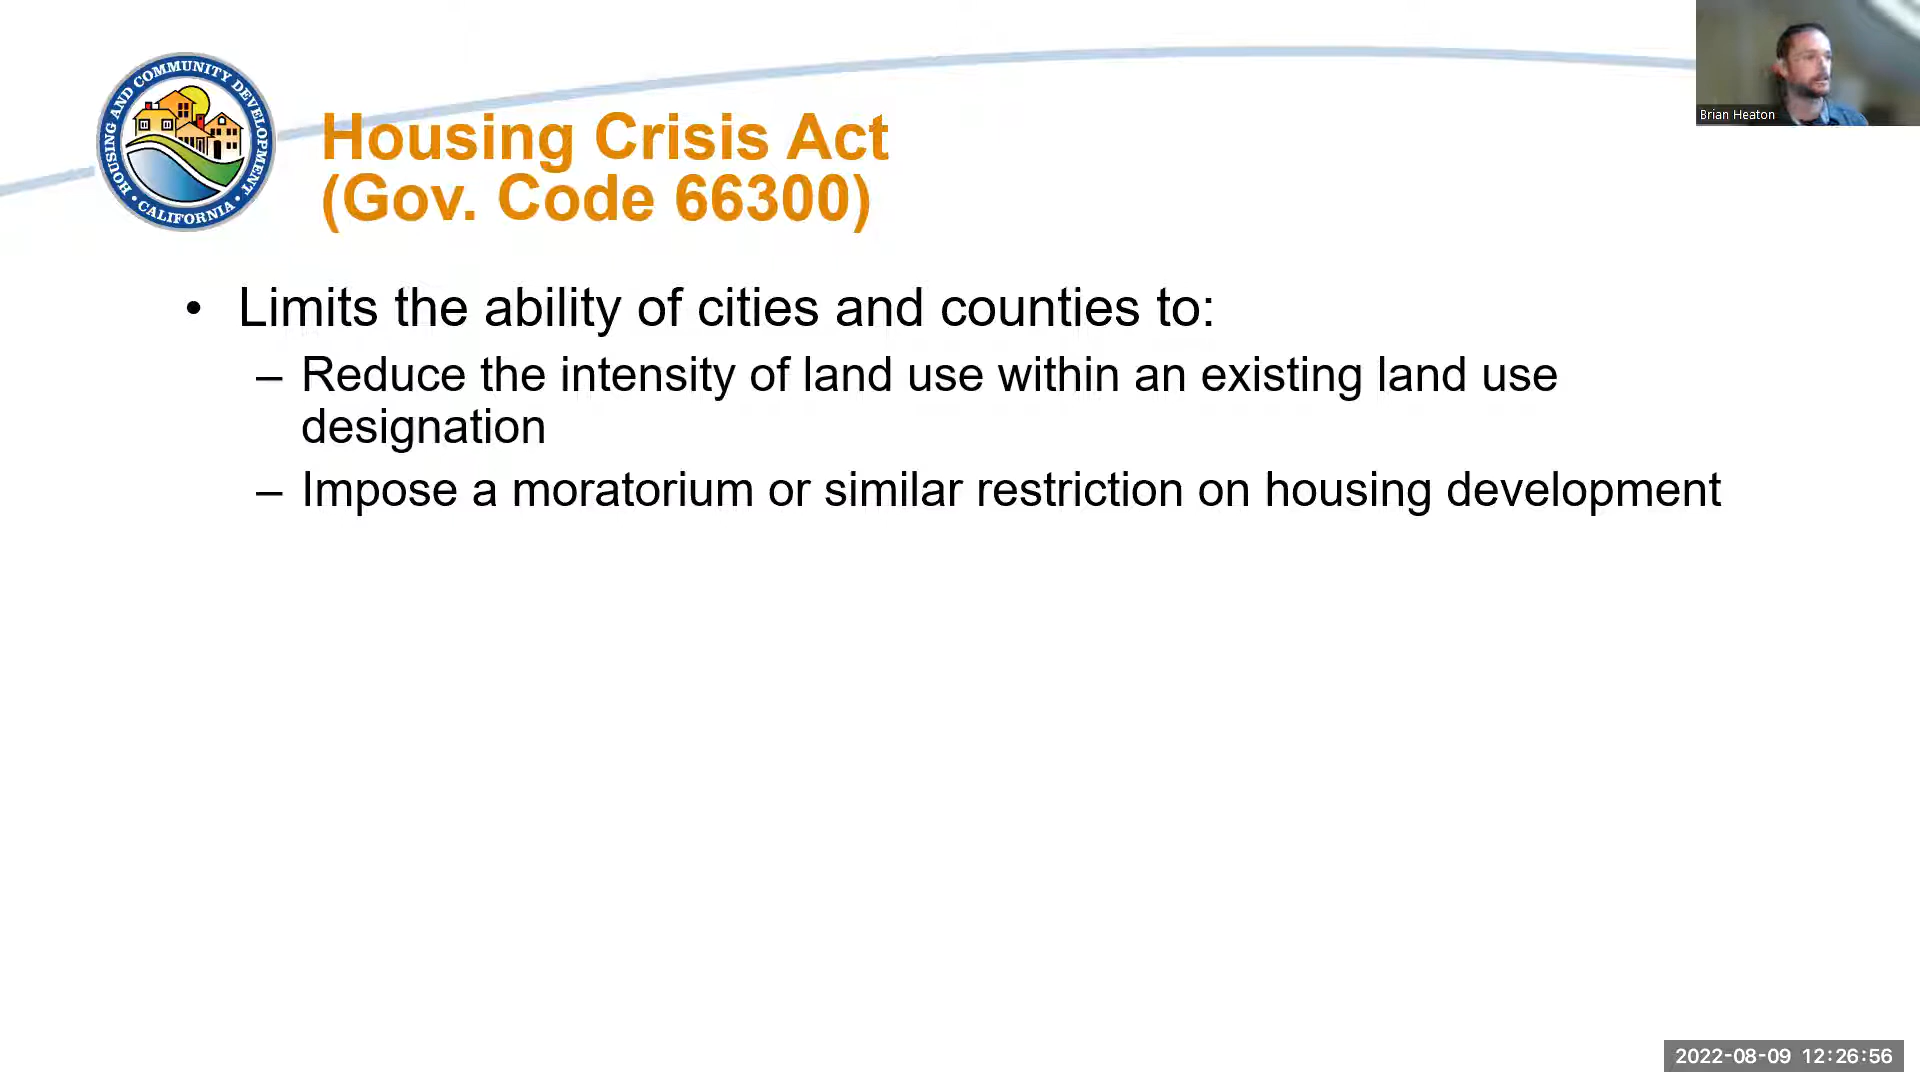 HOUSING AND COMMUNITY DEVELOPMENT
• CALIFORNIA •
Brian Heaton
Housing Crisis Act
(Gov. Code 66300)
• Limits the ability of cities and counties to:
– Reduce the intensity of land use within an existing land use
designation
– Impose a moratorium or similar restriction on housing development
2022-08-09 12:26:56